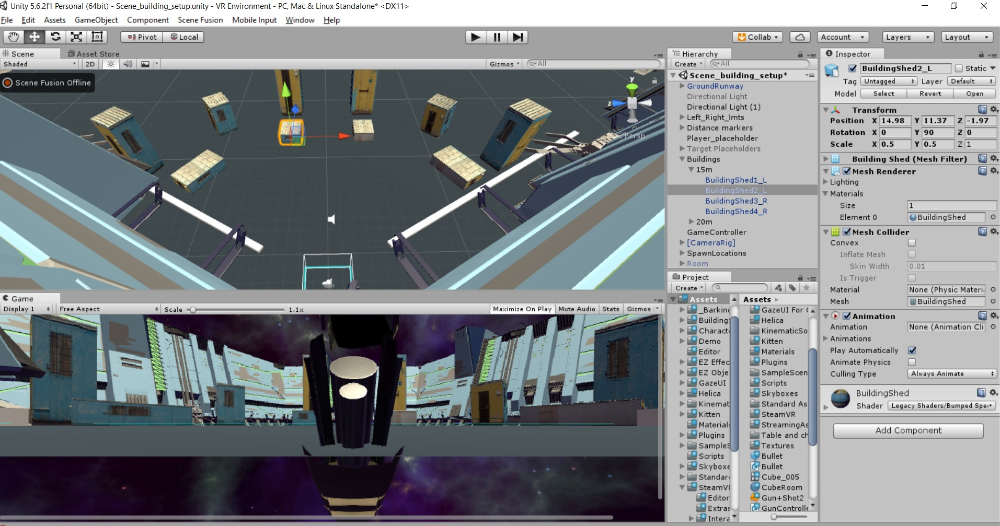 Unity 5.6.2f1 Personal (64bit) - Scene_building_setup.unity - VR Environment - PC, Mac & Linux Standalone* <DX11>
File Edit Assets GameObject Component Scene Fusion Mobile Input Window Help
Pivot Local Collab Account Layers Layout
Scene Asset Store
Shaded 2D Gizmos All
Scene Fusion Offline
y
z
Persp
Hierarchy
Create All
Scene_building_setup*
GroundRunway
Directional Light
Directional Light (1)
Left_Right_lmts
Distance markers
Player_placeholder
Target Placeholders
Buildings
15m
BuildingShed1_L
BuildingShed2_L
BuildingShed3_R
BuildingShed4_R
20m
GameController
[CameraRig]
SpawnLocations
Room
Inspector
BuildingShed2_L Static
Tag Untagged Layer Default
Model Select Revert Open
Transform
Position X 14.98 Y 11.37 Z -1.97
Rotation X 0 Y 90 Z 0
Scale X 0.5 Y 0.5 Z 1
Building Shed (Mesh Filter)
Mesh Renderer
Lighting
Materials
Size 1
Element 0 BuildingShed
Mesh Collider
Convex
Inflate Mesh
Skin Width 0.01
Is Trigger
Material None (Physic Materi
Mesh BuildingShed
Animation
Animation None (Animation Cli
Animations
Play Automatically
Animate Physics
Culling Type Always Animate
BuildingShed
Shader Legacy Shaders/Bumped Spe
Add Component
Game
Display 1 Free Aspect Scale 1.1x Maximize On Play Mute Audio Stats Gizmos
Project
Create
Assets
_Barking
Building
Charact
Demo
Editor
EZ Effec
EZ Obje
GazeUI
Helica
Kinemat
Kitten
Material
Plugins
SampleS
Scripts
Skyboxe
Standar
SteamVI
Editor
Extras
Intera
Assets
GazeUI For
Helica
KinematicSo
Kitten
Materials
Plugins
SampleScen
Scripts
Skyboxes
Standard As
SteamVR
StreamingAs
Table and ch
Textures
Bullet
Bullet
Cube_005
CubeRoom
Gun+Shot2
GunControlle